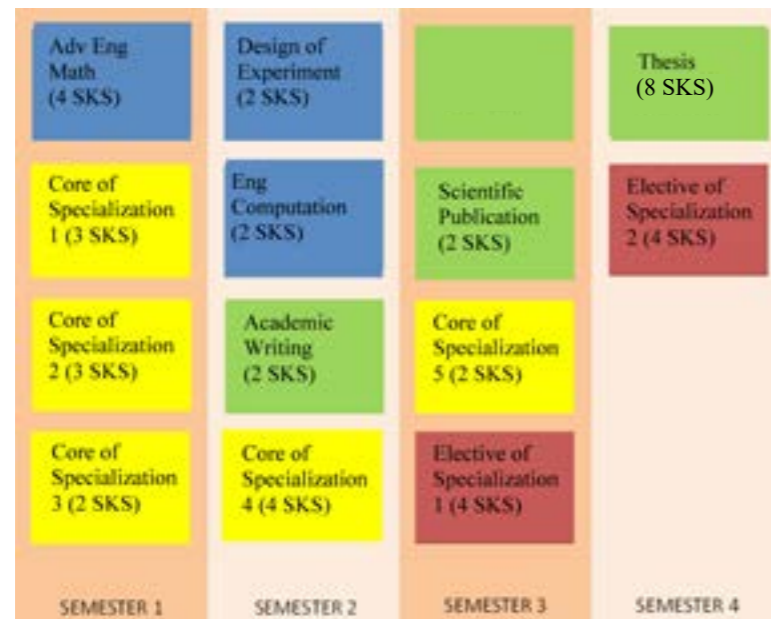 Adv Eng
Math
(4 SKS)
Design of
Experiment
(2 SKS)
Thesis
(8 SKS)
Core of
Specialization
1 (3 SKS)
Eng
Computation
(2 SKS)
Scientific
Publication
(2 SKS)
Elective of
Specialization
2 (4 SKS)
Core of
Specialization
2 (3 SKS)
Academic
Writing
(2 SKS)
Core of
Specialization
5 (2 SKS)
Core of
Specialization
3 (2 SKS)
Core of
Specialization
4 (4 SKS)
Elective of
Specialization
1 (4 SKS)
SEMESTER 1
SEMESTER 2
SEMESTER 3
SEMESTER 4